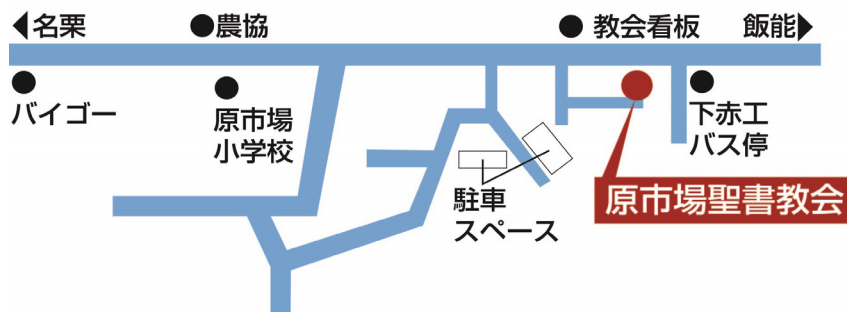 ◀名栗
●農協
● 教会看板
飯能▶
バイゴー
原市場
小学校
下赤工
バス停
駐車
スペース
原市場聖書教会